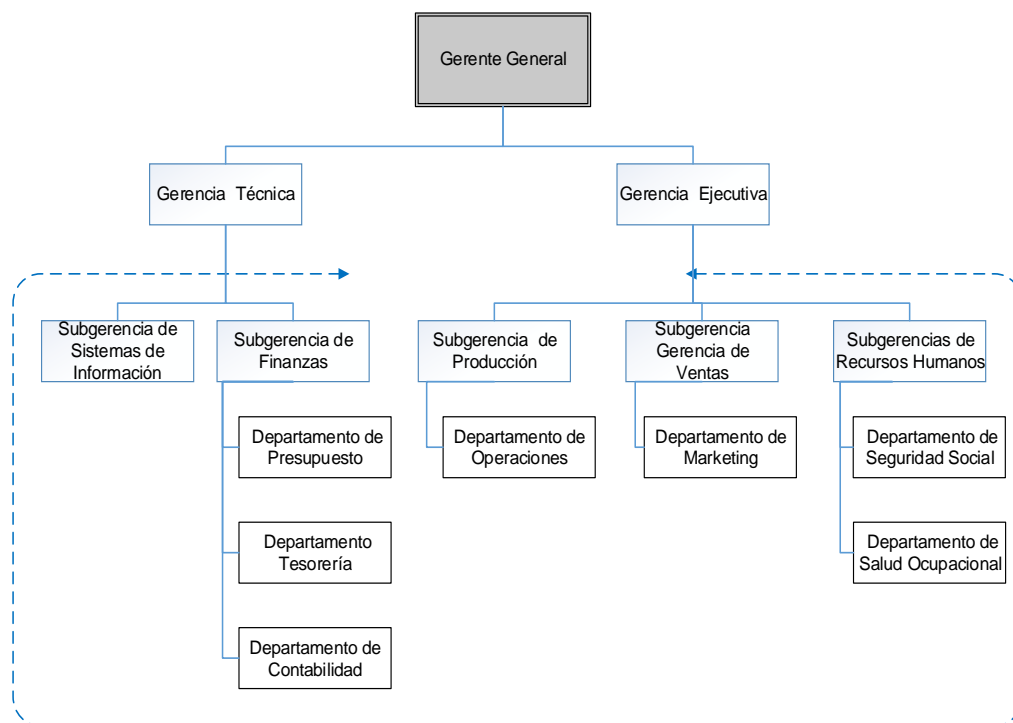 Gerente General
Gerencia Técnica
Gerencia Ejecutiva
Subgerencia de
Sistemas de
Información
Subgerencia de
Finanzas
Subgerencia de
Producción
Subgerencia
Gerencia de
Ventas
Subgerencias de
Recursos Humanos
Departamento de
Presupuesto
Departamento de
Operaciones
Departamento de
Marketing
Departamento de
Seguridad Social
Departamento
Tesorería
Departamento de
Salud Ocupacional
Departamento de
Contabilidad